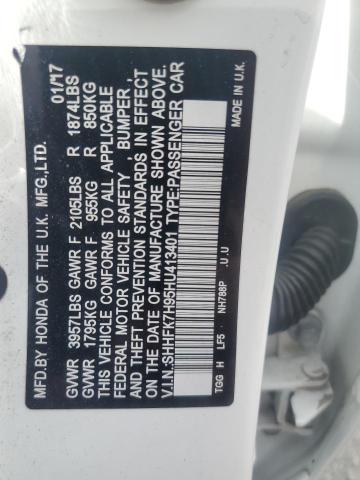 MFD.BY HONDA OF THE U.K. MFG.,LTD. 01/17
GVWR 3957LBS GAWR F 2105LBS R 1874LBS
GVWR 1795KG GAWR F 955KG R 850KG
THIS VEHICLE CONFORMS TO ALL APPLICABLE
FEDERAL MOTOR VEHICLE SAFETY, BUMPER,
AND THEFT PREVENTION STANDARDS IN EFFECT
ON THE DATE OF MANUFACTURE SHOWN ABOVE.
V.I.N.:SHHFK7H95HU413401 TYPE:PASSENGER CAR
TGG H LF5 NH788P .U.U MADE IN U.K.